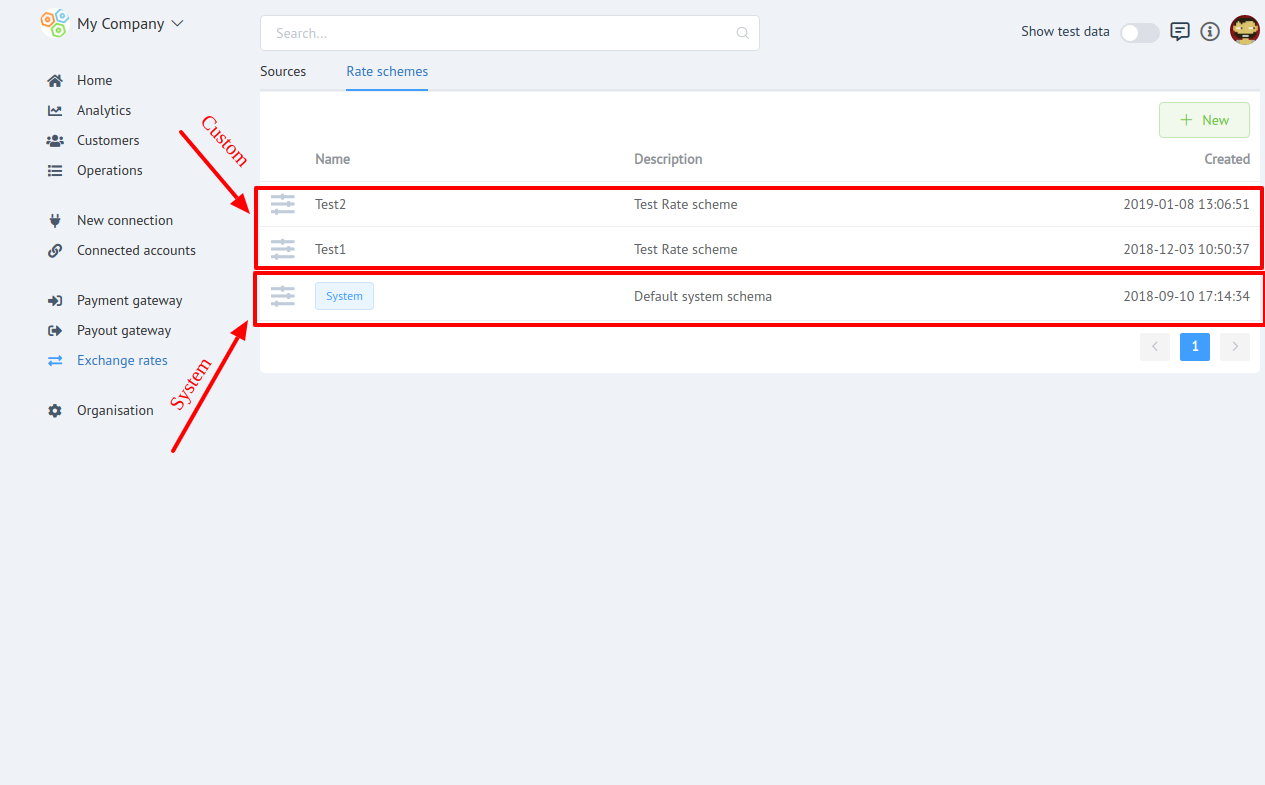 My Company
Search...
Show test data
Home
Analytics
Customers
Operations
New connection
Connected accounts
Payment gateway
Payout gateway
Exchange rates
Organisation
Sources Rate schemes
New
Name Description Created
Custom
Test2 Test Rate scheme 2019-01-08 13:06:51
Test1 Test Rate scheme 2018-12-03 10:50:37
System
System Default system schema 2018-09-10 17:14:34
1